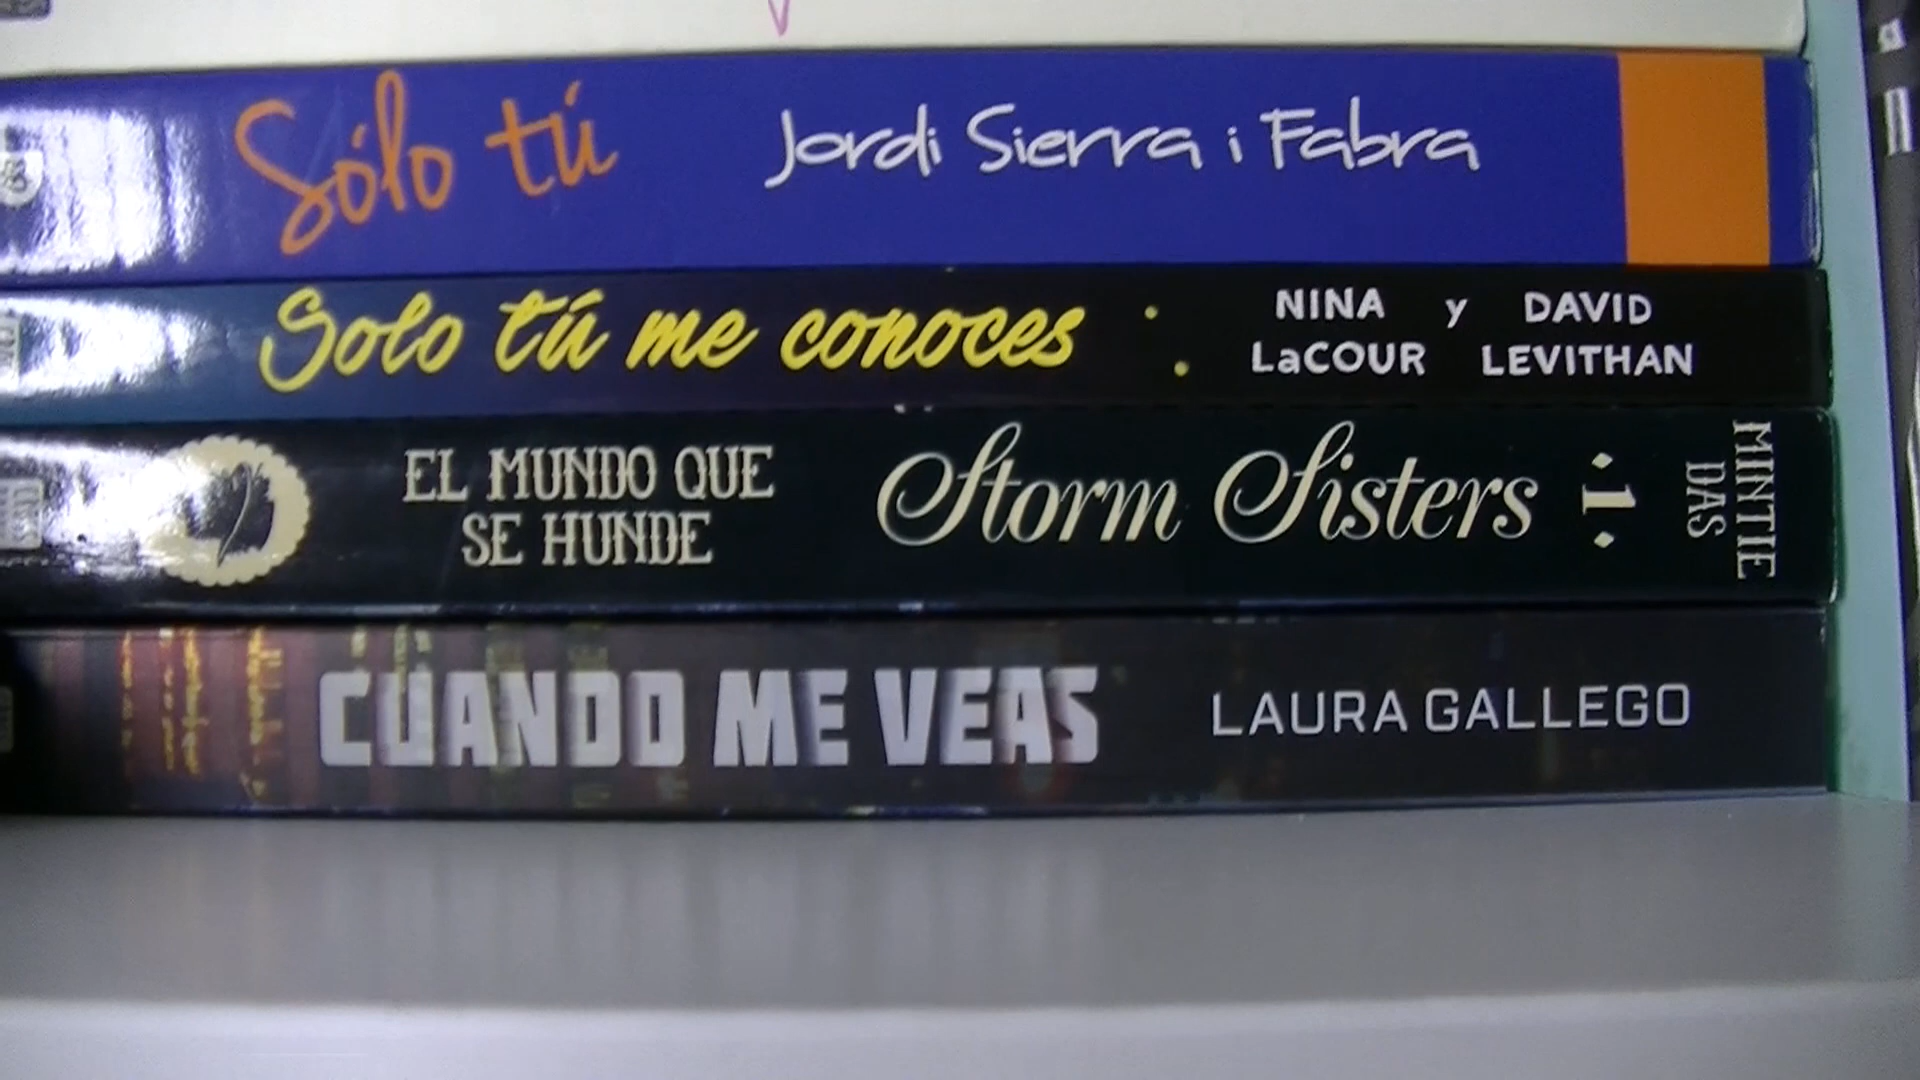 Sólo tú Jordi Sierra i Fabra
Solo tú me conoces : NINA y DAVID
LaCOUR LEVITHAN
EL MUNDO QUE
SE HUNDE
Storm Sisters
1
MINTIE
DAS
CUANDO ME VEAS LAURA GALLEGO